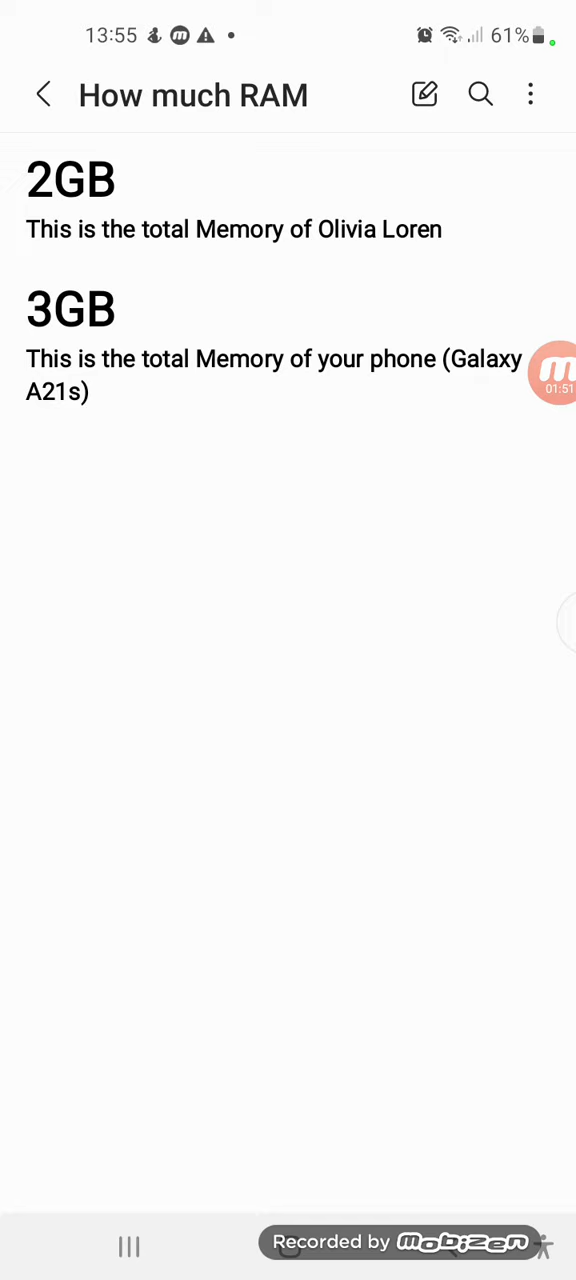 13:55 61%
How much RAM
2GB
This is the total Memory of Olivia Loren
3GB
This is the total Memory of your phone (Galaxy
A21s)
01:51
Recorded by mobizen